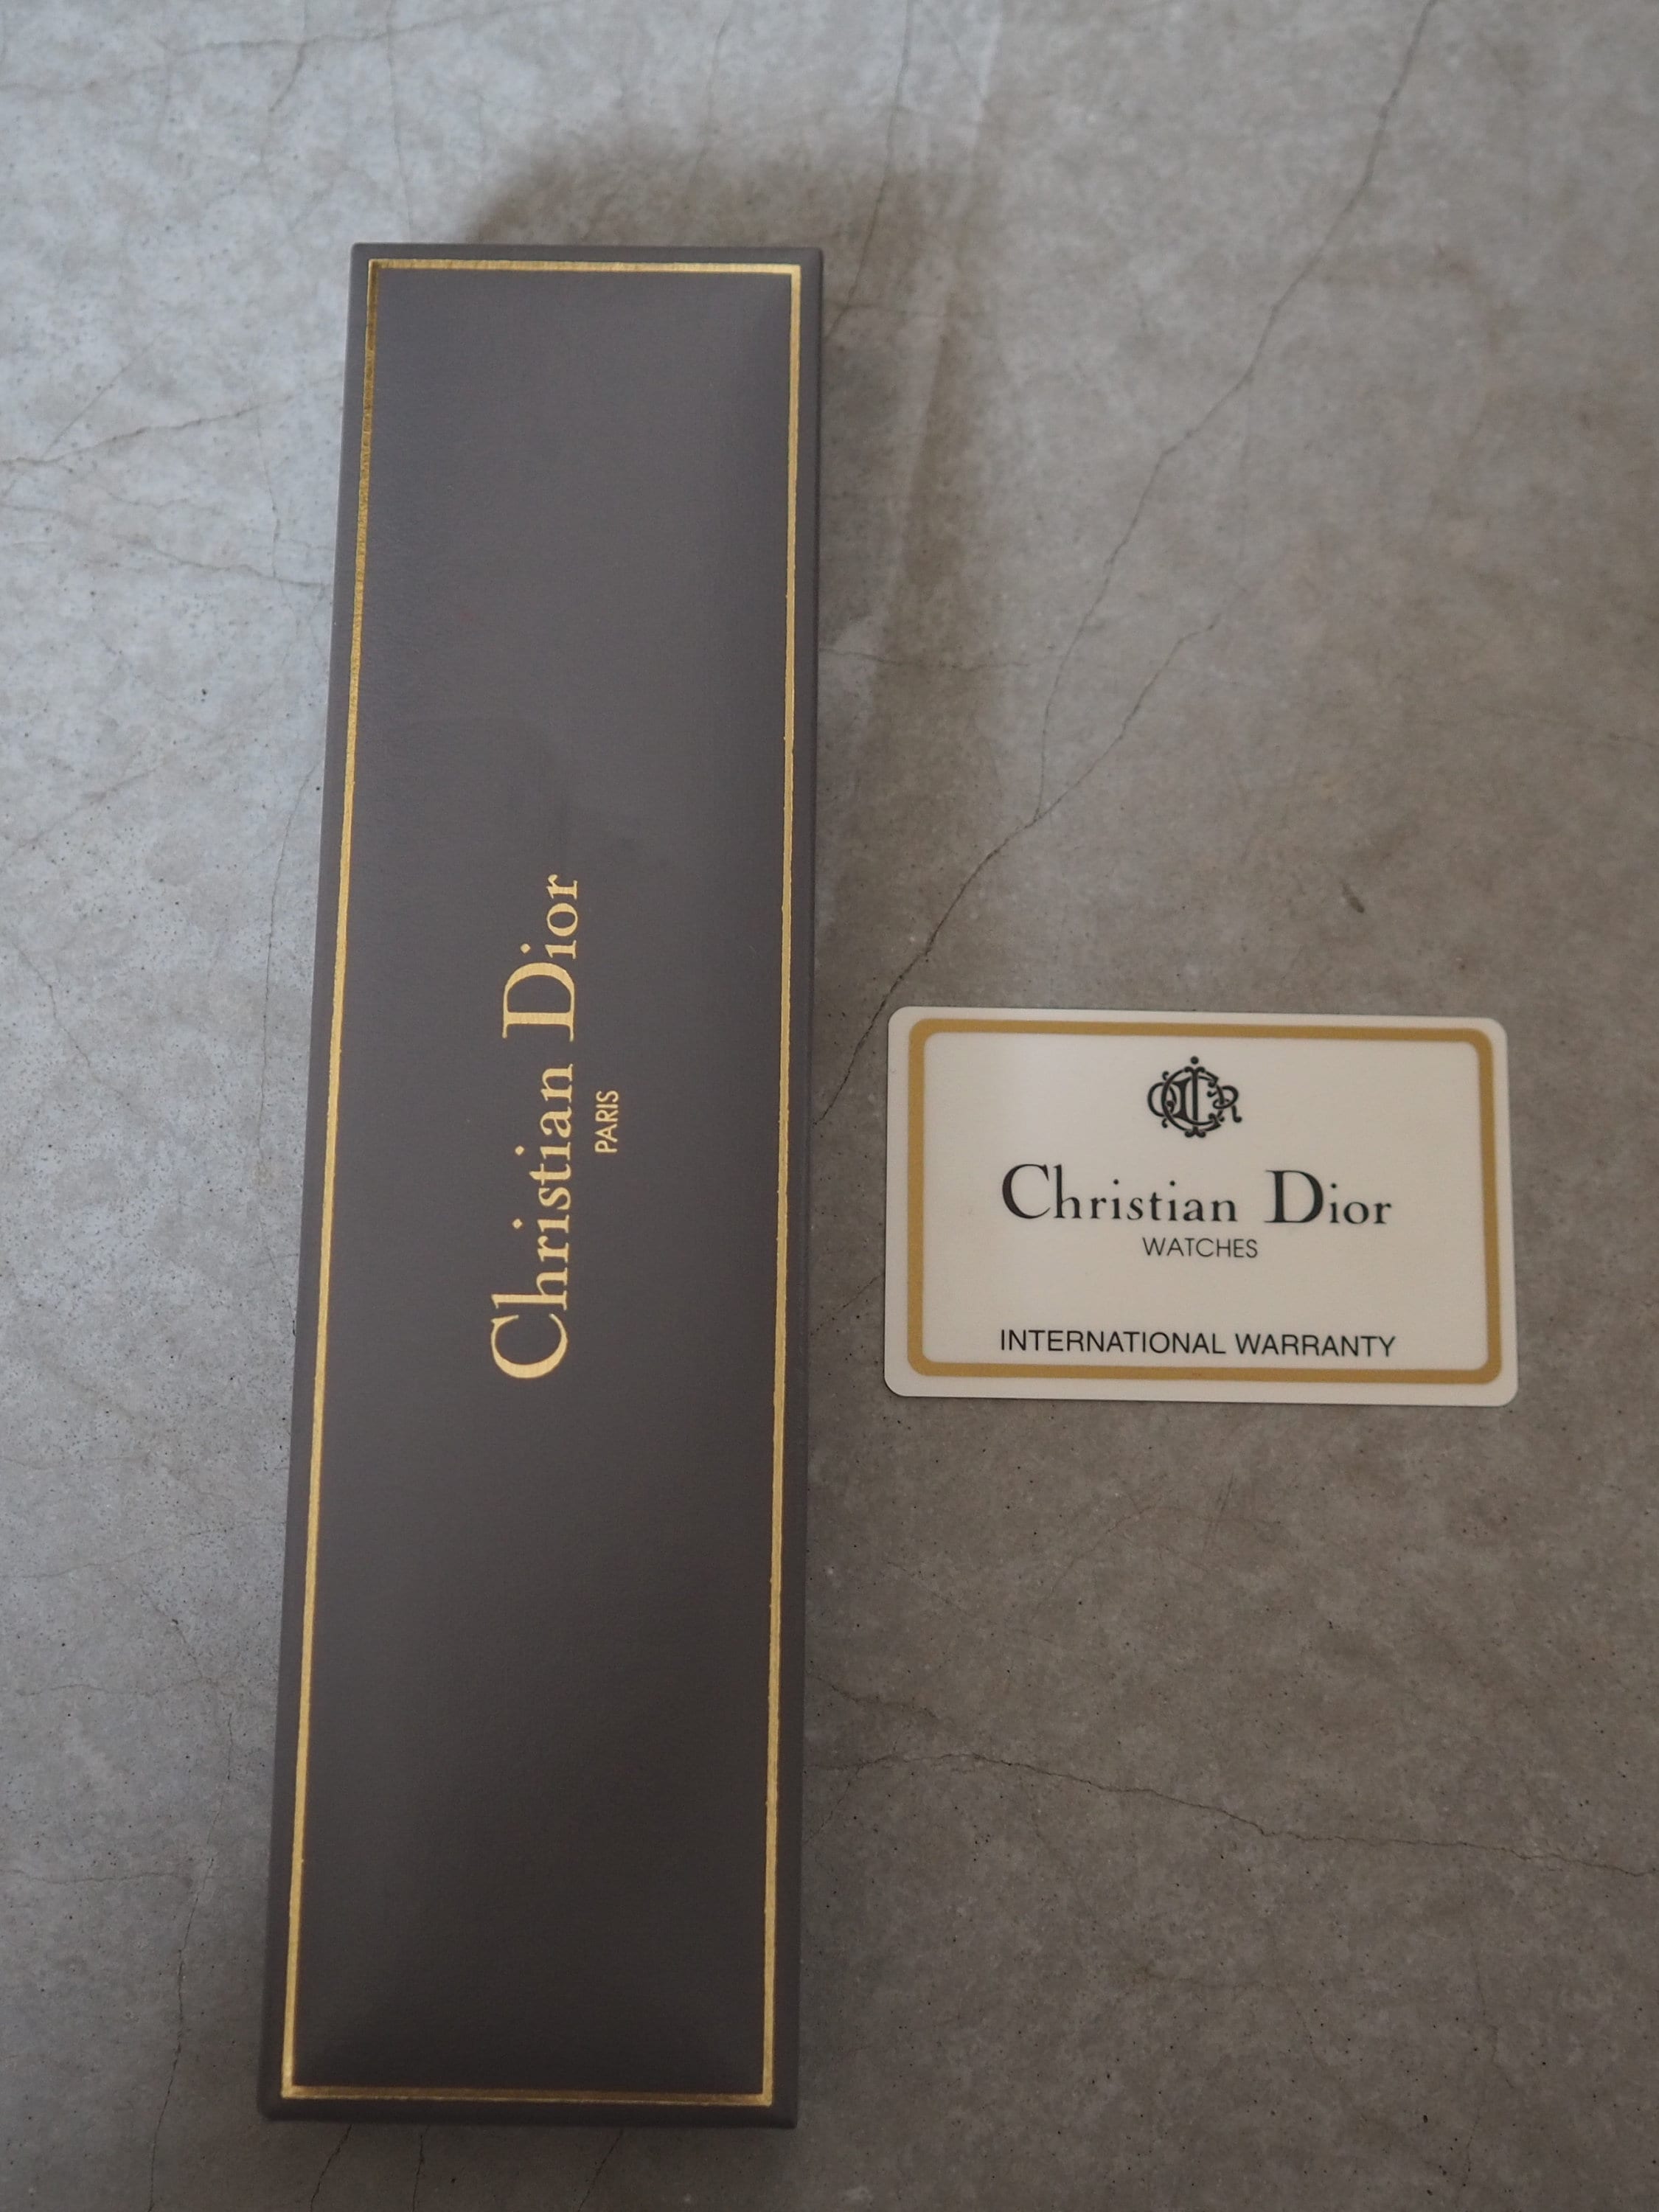 Christian Dior
PARIS
Christian Dior
WATCHES
INTERNATIONAL WARRANTY